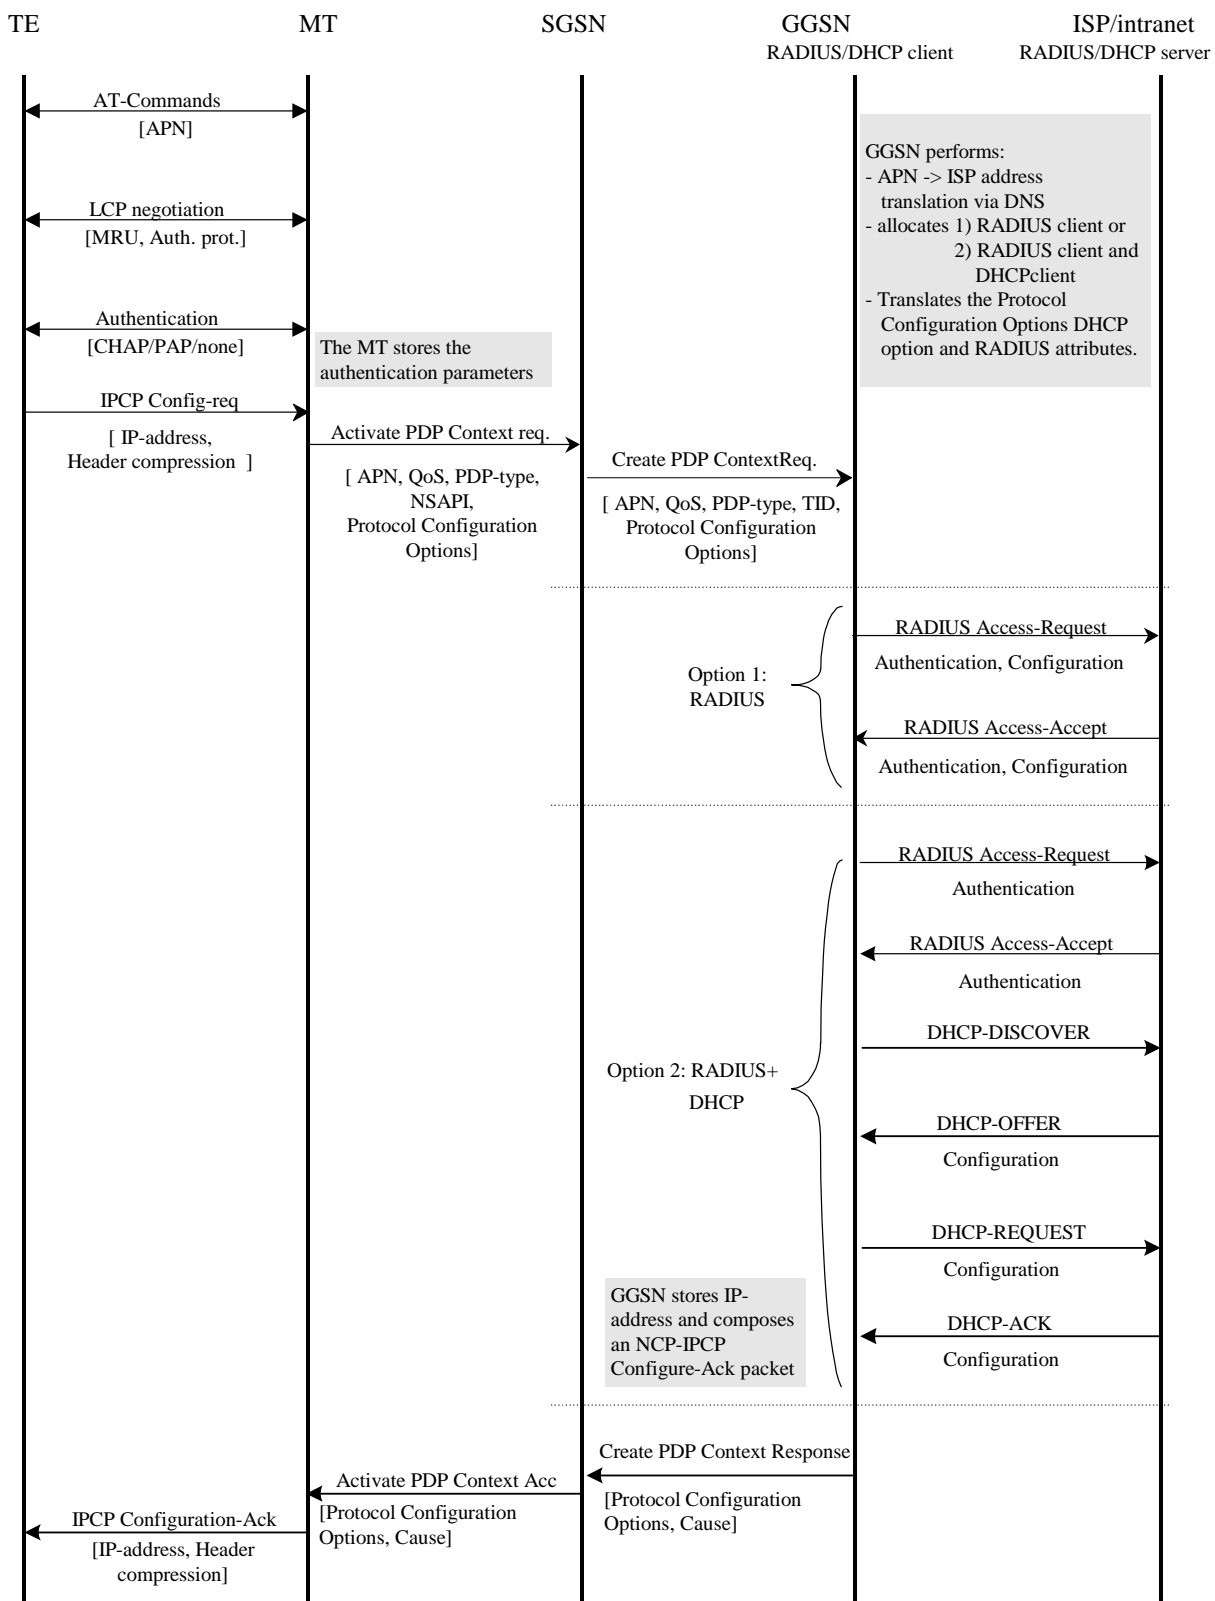 TE
MT
SGSN
GGSN
ISP/intranet
RADIUS/DHCP client
RADIUS/DHCP server
AT-Commands
[APN]
LCP negotiation
[MRU, Auth. prot.]
Authentication
[CHAP/PAP/none]
The MT stores the
authentication parameters
GGSN performs:
- APN -> ISP address
translation via DNS
- allocates 1) RADIUS client or
2) RADIUS client and
DHCPclient
- Translates the Protocol
Configuration Options DHCP
option and RADIUS attributes.
IPCP Config-req
[ IP-address,
Header compression ]
Activate PDP Context req.
[ APN, QoS, PDP-type,
NSAPI,
Protocol Configuration
Options]
Create PDP ContextReq.
[ APN, QoS, PDP-type, TID,
Protocol Configuration
Options]
Option 1:
RADIUS
RADIUS Access-Request
Authentication, Configuration
RADIUS Access-Accept
Authentication, Configuration
Option 2: RADIUS+
DHCP
RADIUS Access-Request
Authentication
RADIUS Access-Accept
Authentication
DHCP-DISCOVER
DHCP-OFFER
Configuration
DHCP-REQUEST
Configuration
DHCP-ACK
Configuration
GGSN stores IP-
address and composes
an NCP-IPCP
Configure-Ack packet
Create PDP Context Response
[Protocol Configuration
Options, Cause]
Activate PDP Context Acc
[Protocol Configuration
Options, Cause]
IPCP Configuration-Ack
[IP-address, Header
compression]